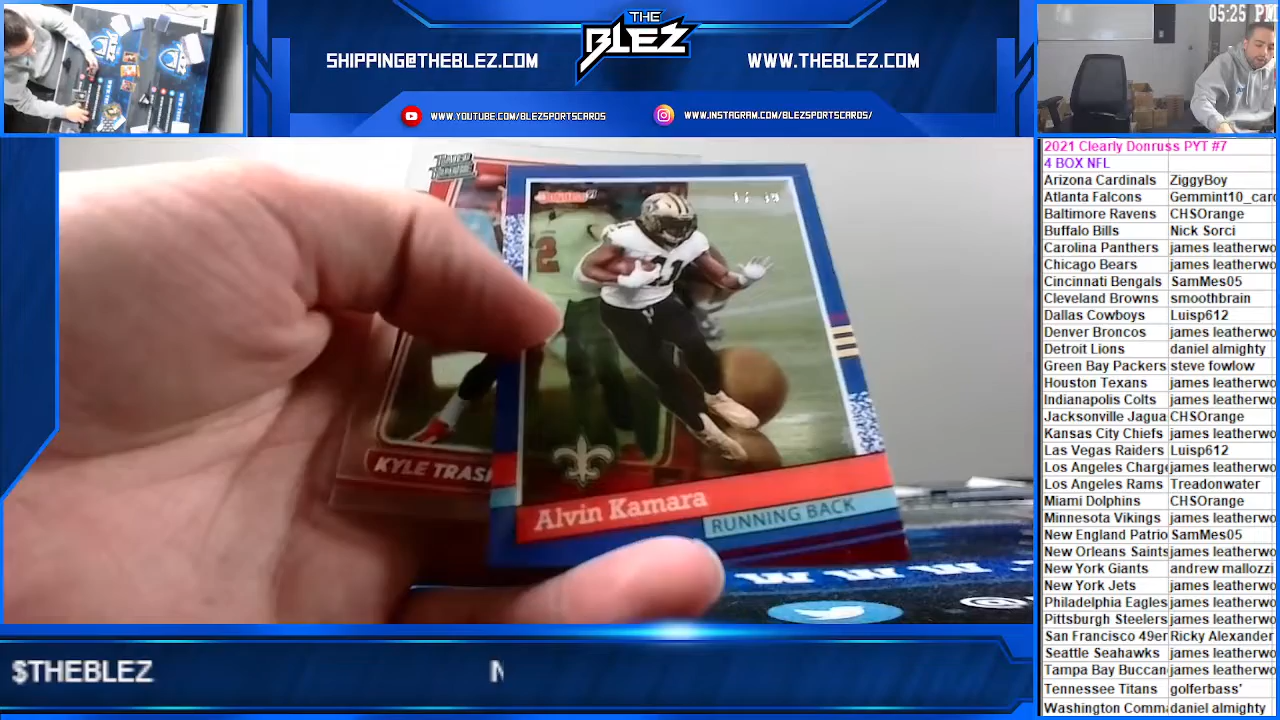 05:25 PM
THE
BLEZ
SHIPPING@THEBLEZ.COM
WWW.THEBLEZ.COM
WWW.YOUTUBE.COM/BLEZSPORTSCARDS
WWW.INSTAGRAM.COM/BLEZSPORTSCARDS/
2021 Clearly Donruss PYT #7
4 BOX NFL
Arizona Cardinals ZiggyBoy
Atlanta Falcons Gemmint10_card
Baltimore Ravens CHSOrange
Buffalo Bills Nick Sorci
Carolina Panthers james leatherwo
Chicago Bears james leatherwo
Cincinnati Bengals SamMes05
Cleveland Browns smoothbrain
Dallas Cowboys Luisp612
Denver Broncos james leatherwo
Detroit Lions daniel almighty
Green Bay Packers steve fowlow
Houston Texans james leatherwo
Indianapolis Colts james leatherwo
Jacksonville Jagua CHSOrange
Kansas City Chiefs james leatherwo
Las Vegas Raiders Luisp612
Los Angeles Charg james leatherwo
Los Angeles Rams Treadonwater
Miami Dolphins CHSOrange
Minnesota Vikings james leatherwo
New England Patrio SamMes05
New Orleans Saints james leatherwo
New York Giants andrew mallozzi
New York Jets james leatherwo
Philadelphia Eagles james leatherwo
Pittsburgh Steelers james leatherwo
San Francisco 49er Ricky Alexander
Seattle Seahawks james leatherwo
Tampa Bay Buccan james leatherwo
Tennessee Titans golferbass'
Washington Comma daniel almighty
KYLE TRAS
Alvin Kamara
RUNNING BACK
$THEBLEZ
N